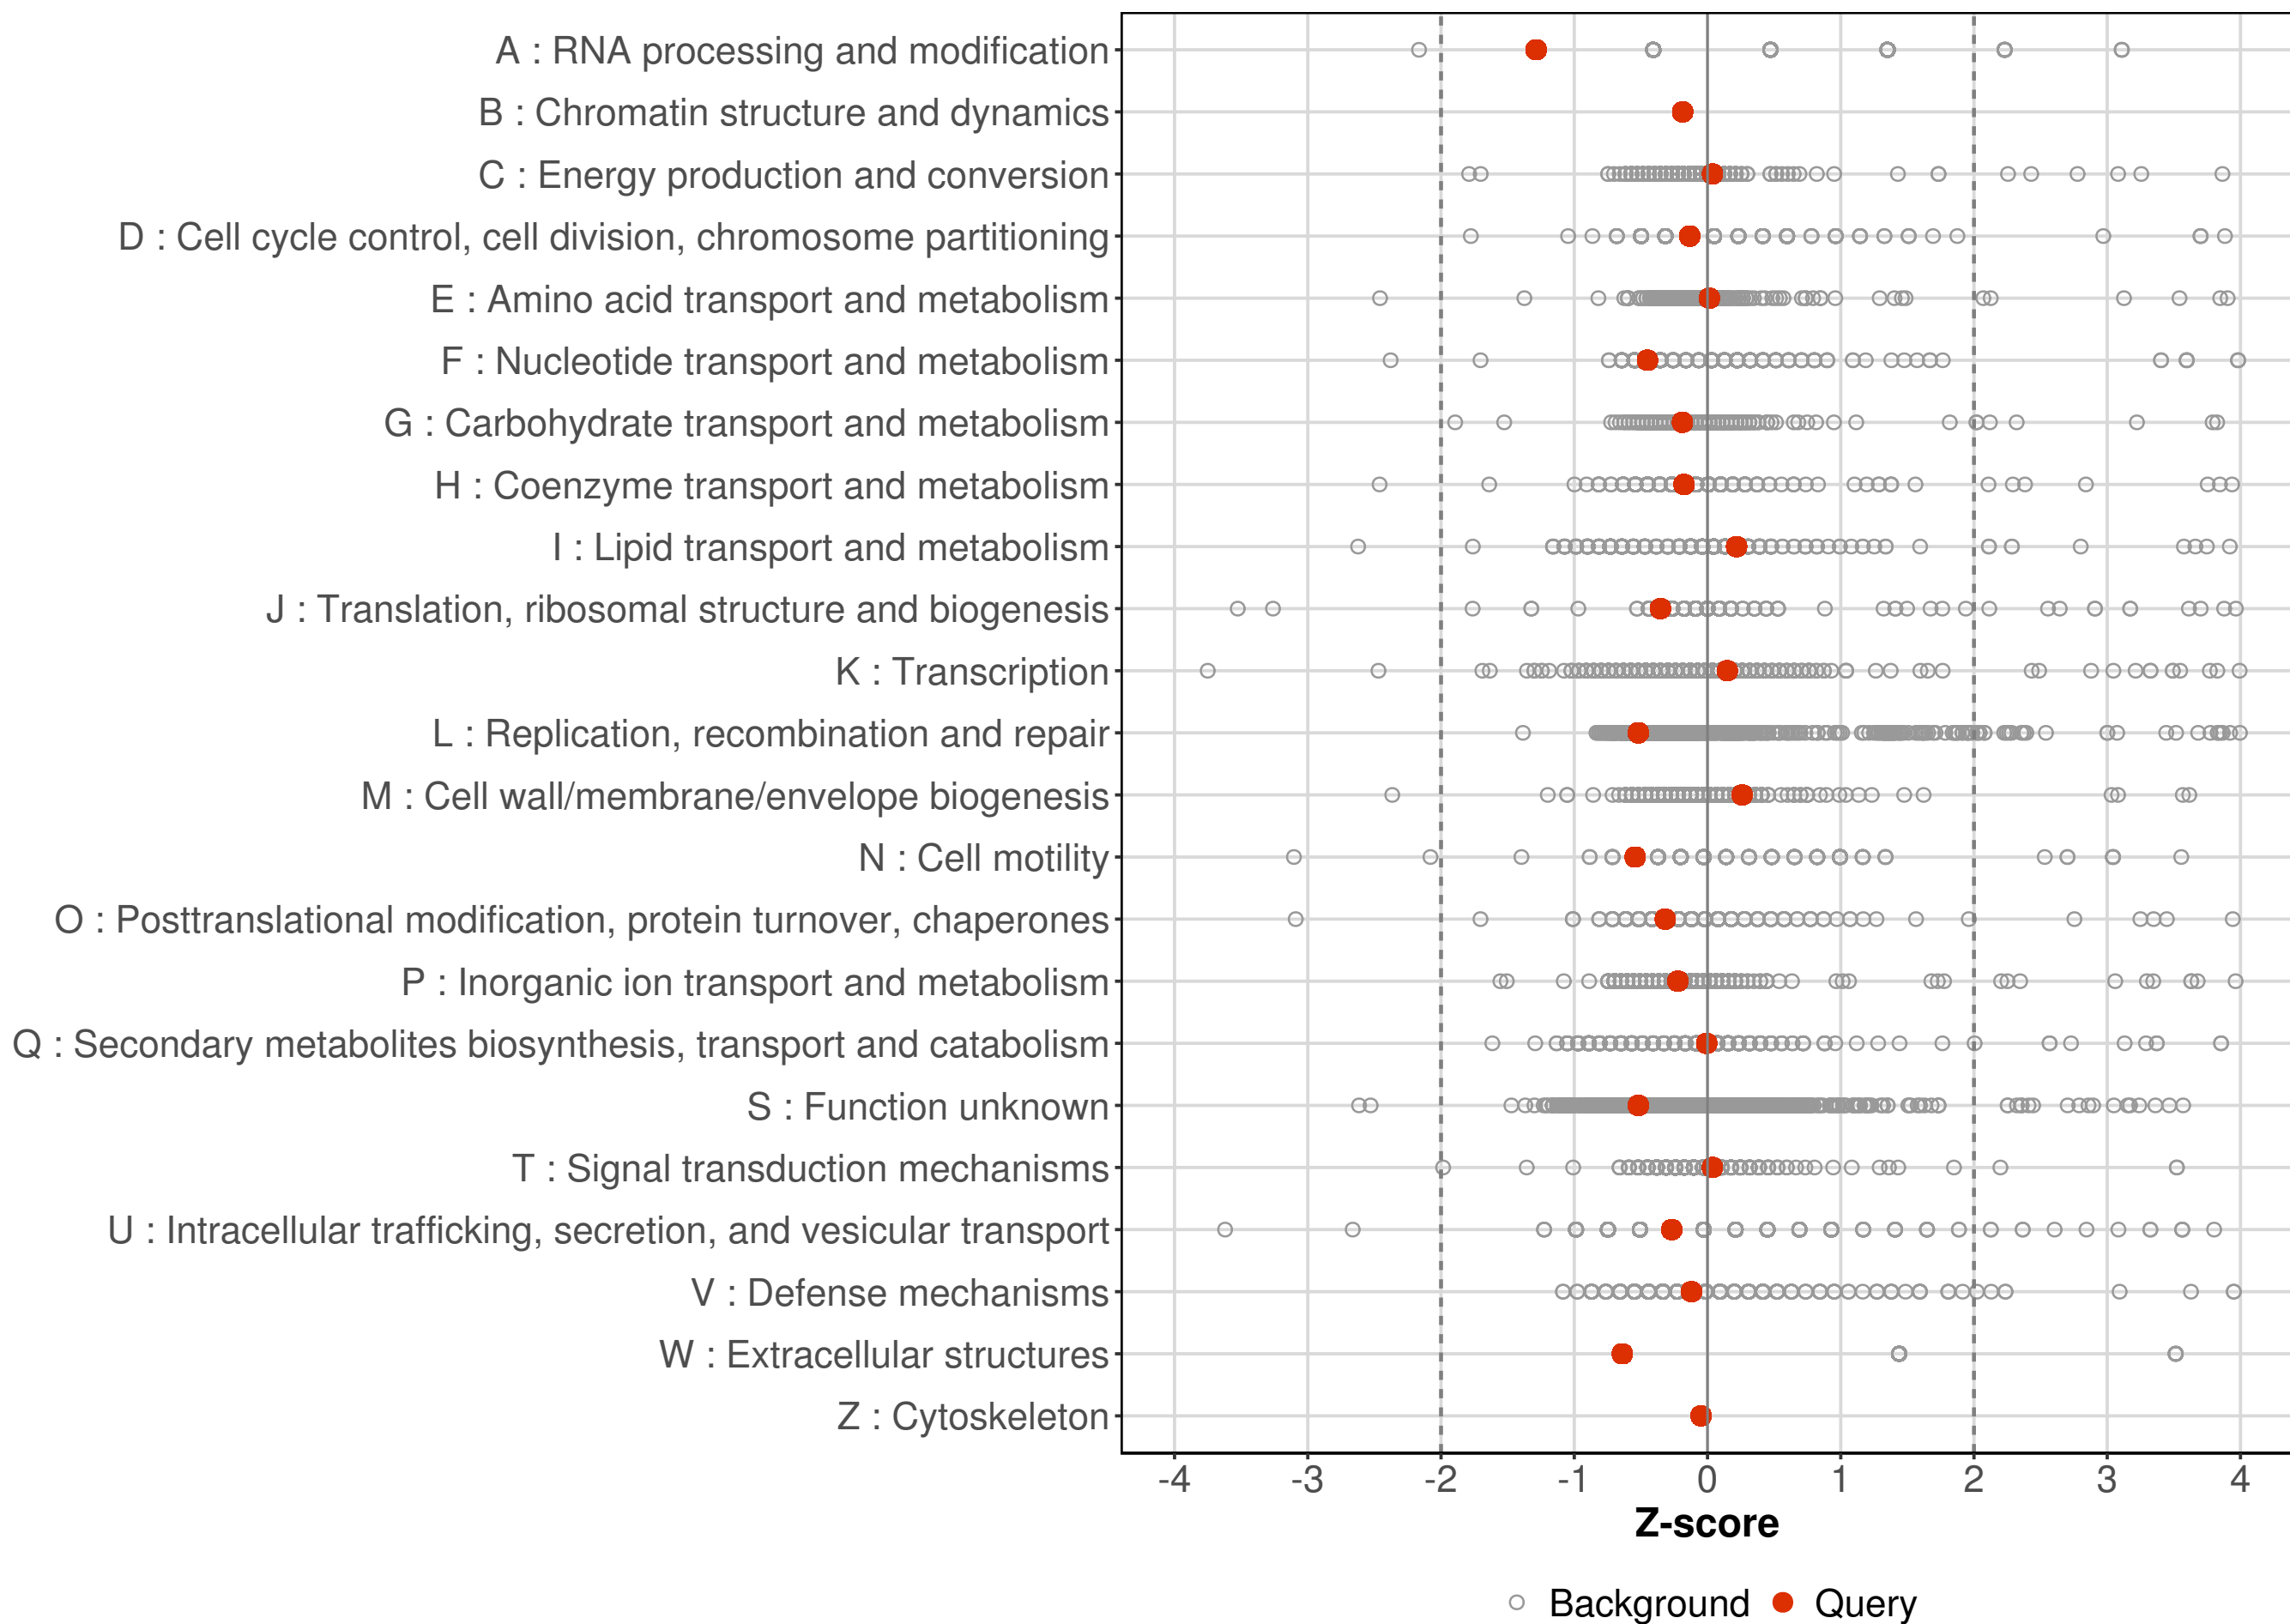 A : RNA processing and modification
B : Chromatin structure and dynamics
C : Energy production and conversion
D : Cell cycle control, cell division, chromosome partitioning
E : Amino acid transport and metabolism
F : Nucleotide transport and metabolism
G : Carbohydrate transport and metabolism
H : Coenzyme transport and metabolism
I : Lipid transport and metabolism
J : Translation, ribosomal structure and biogenesis
K : Transcription
L : Replication, recombination and repair
M : Cell wall/membrane/envelope biogenesis
N : Cell motility
O : Posttranslational modification, protein turnover, chaperones
P : Inorganic ion transport and metabolism
Q : Secondary metabolites biosynthesis, transport and catabolism
S : Function unknown
T : Signal transduction mechanisms
U : Intracellular trafficking, secretion, and vesicular transport
V : Defense mechanisms
W : Extracellular structures
Z : Cytoskeleton
-4 -3 -2 -1 0 1 2 3 4
Z-score
Background Query